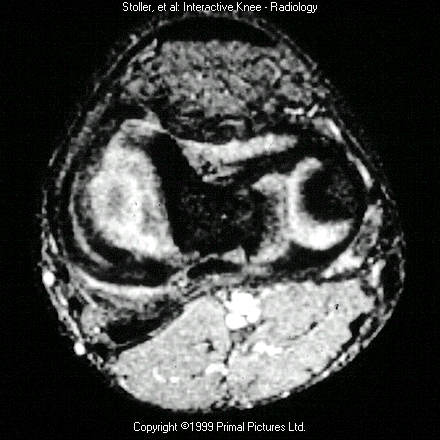 Stoller, et al: Interactive Knee - Radiology
Copyright ©1999 Primal Pictures Ltd.